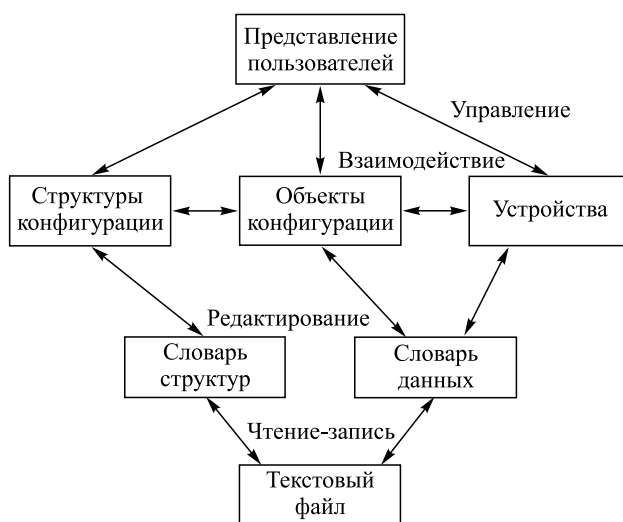 Представление
пользователей
Управление
Взаимодействие
Структуры
конфигурации
Объекты
конфигурации
Устройства
Редактирование
Словарь
структур
Словарь
данных
Чтение-запись
Текстовый
файл